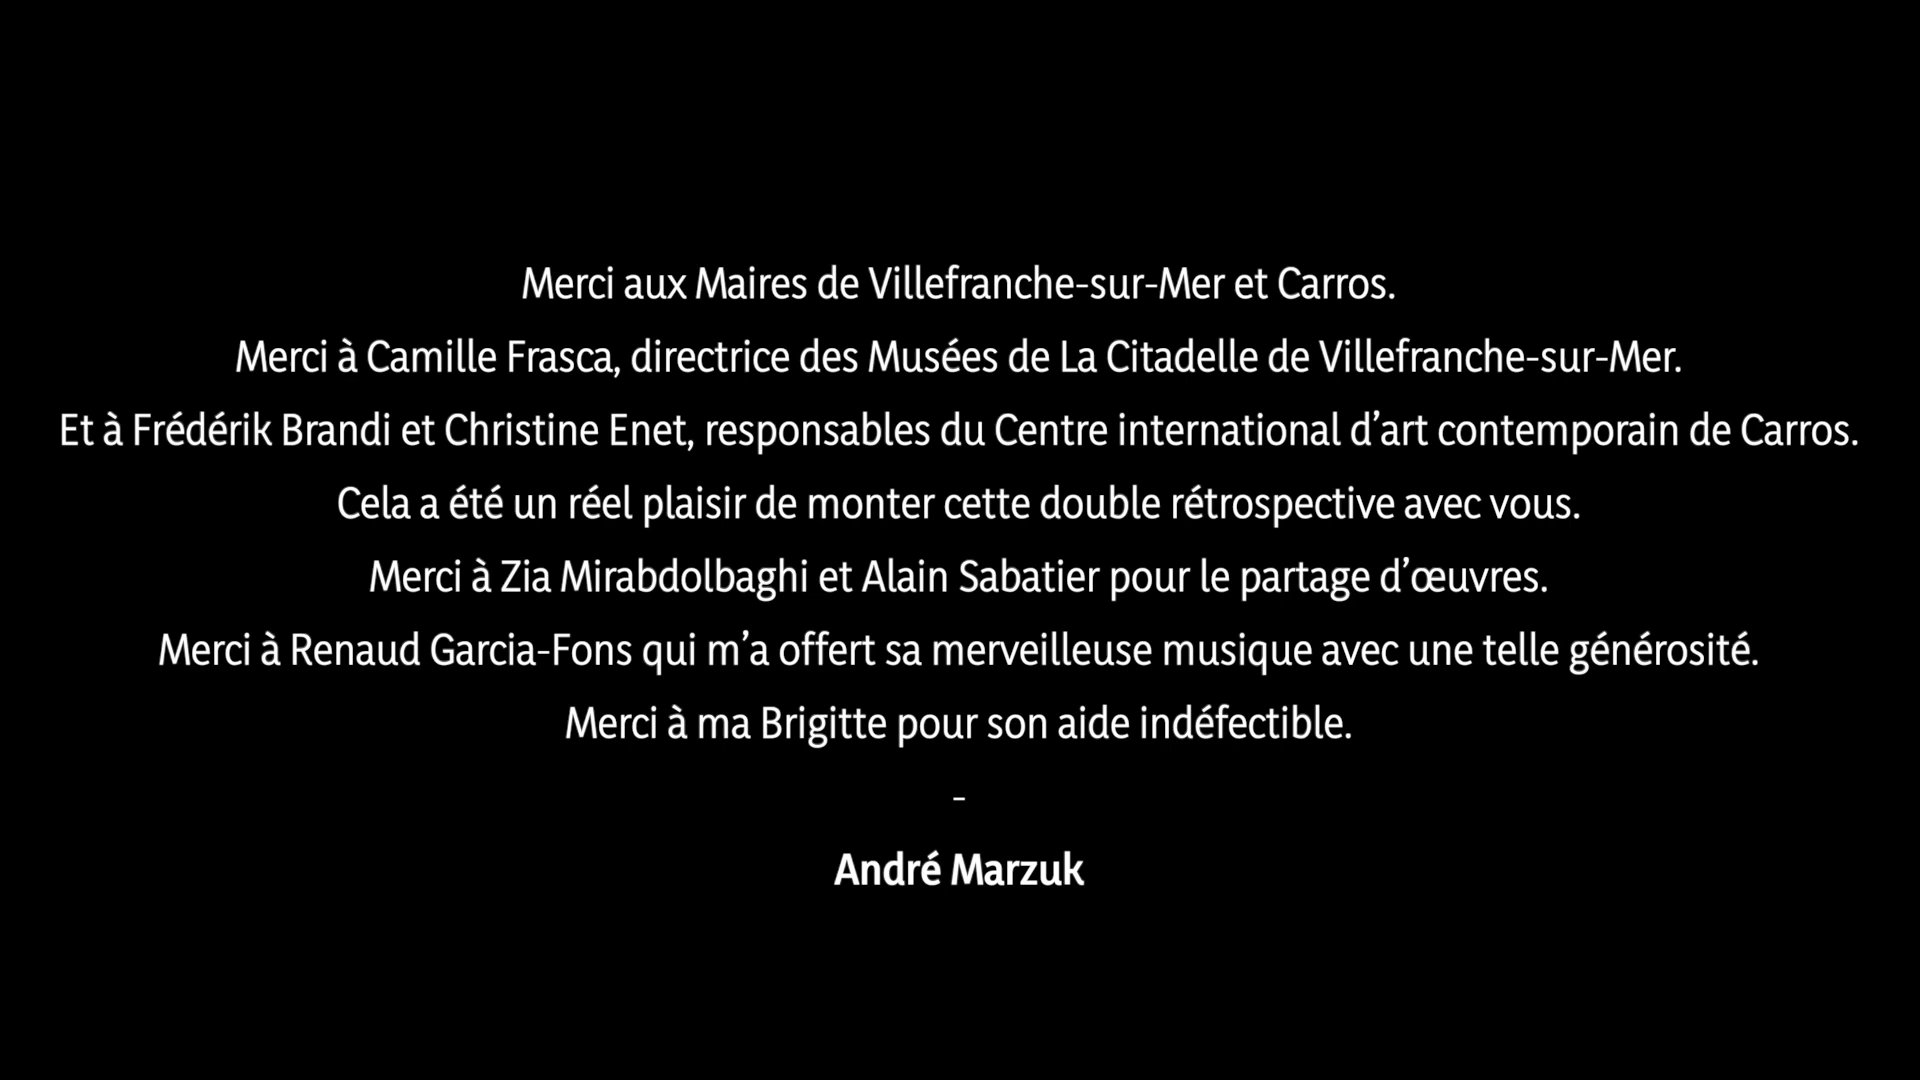 Merci aux Maires de Villefranche-sur-Mer et Carros.
Merci à Camille Frasca, directrice des Musées de La Citadelle de Villefranche-sur-Mer.
Et à Frédérik Brandi et Christine Enet, responsables du Centre international d’art contemporain de Carros.
Cela a été un réel plaisir de monter cette double rétrospective avec vous.
Merci à Zia Mirabdolbaghi et Alain Sabatier pour le partage d’œuvres.
Merci à Renaud Garcia-Fons qui m’a offert sa merveilleuse musique avec une telle générosité.
Merci à ma Brigitte pour son aide indéfectible.
-
André Marzuk